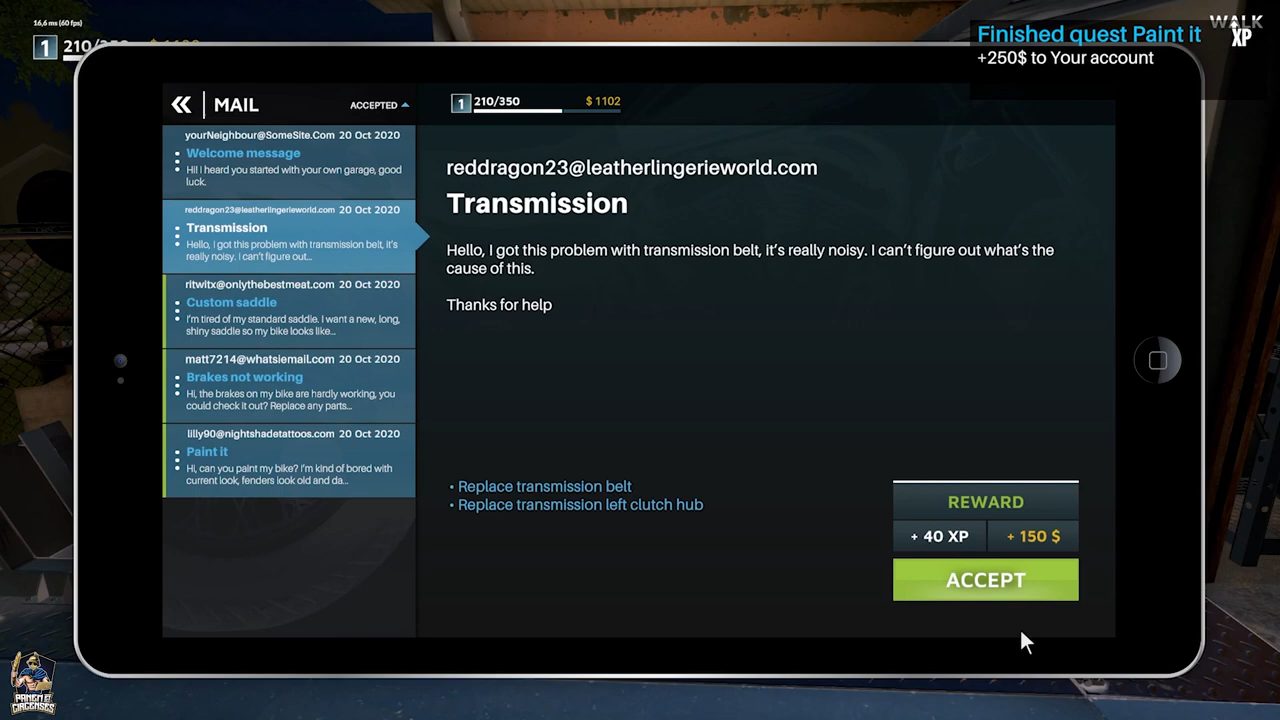 16,6 ms (60 fps)
1 210/350 $ 1102
WALK
XP
Finished quest Paint it
+250$ to Your account
MAIL
ACCEPTED
1 210/350 $ 1102
yourNeighbour@SomeSite.Com 20 Oct 2020
Welcome message
Hi! I heard you started with your own garage, good
luck.
reddragon23@leatherlingerieworld.com 20 Oct 2020
Transmission
Hello, I got this problem with transmission belt, it's
really noisy. I can't figure out...
ritwitx@onlythebestmeat.com 20 Oct 2020
Custom saddle
I'm tired of my standard saddle. I want a new, long,
shiny saddle so my bike looks like...
matt7214@whatsiemail.com 20 Oct 2020
Brakes not working
Hi, the brakes on my bike are hardly working, you
could check it out? Replace any parts...
lilly90@nightshadetattoos.com 20 Oct 2020
Paint it
Hi, can you paint my bike? I'm kind of bored with
current look, fenders look old and da...
reddragon23@leatherlingerieworld.com
Transmission
Hello, I got this problem with transmission belt, it's really noisy. I can't figure out what's the
cause of this.
Thanks for help
• Replace transmission belt
• Replace transmission left clutch hub
REWARD
+ 40 XP + 150 $
ACCEPT
PANEM ET
CIRCENSES